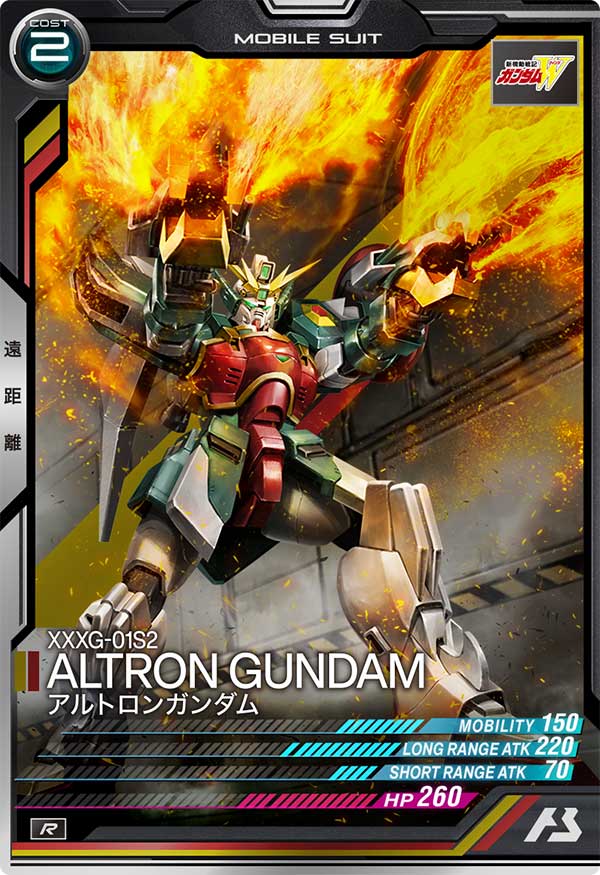 COST
2
MOBILE SUIT
新機動戦記
ガンダムW
遠距離
XXXG-01S2
ALTRON GUNDAM
アルトロンガンダム
MOBILITY 150
LONG RANGE ATK 220
SHORT RANGE ATK 70
HP 260
R